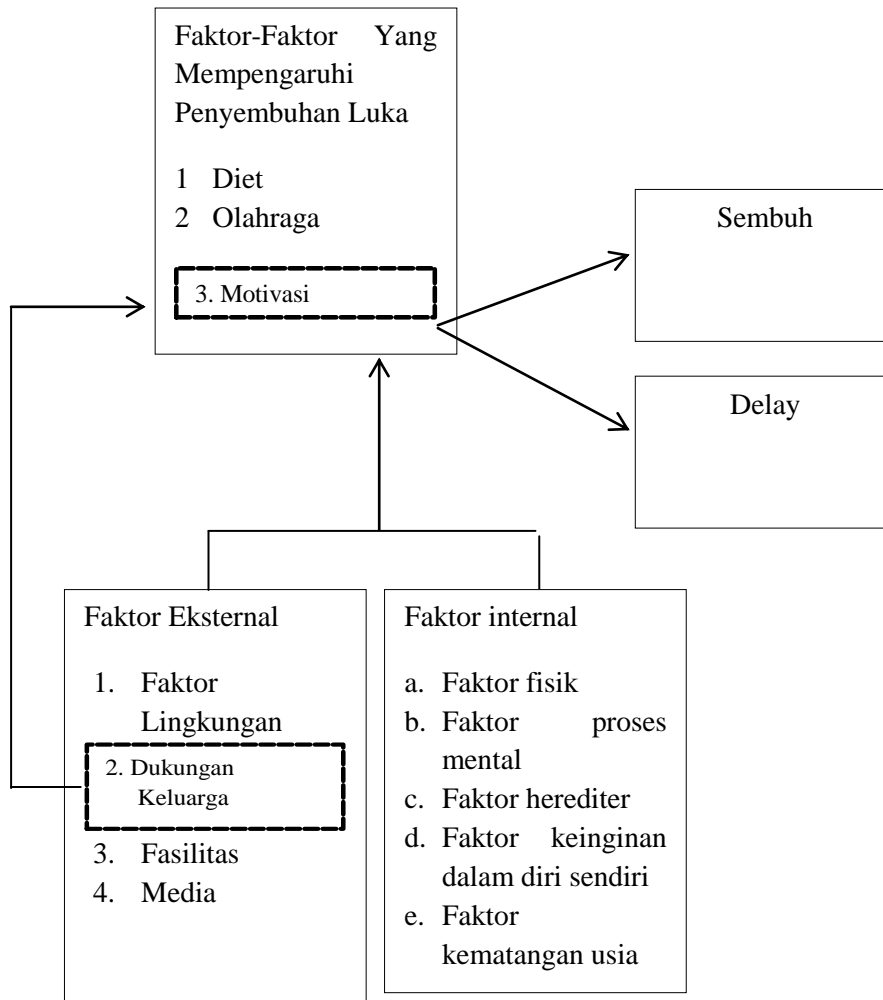 Faktor-Faktor Yang
Mempengaruhi
Penyembuhan Luka
1 Diet
2 Olahraga
3. Motivasi
Sembuh
Delay
Faktor Eksternal
1. Faktor
Lingkungan
2. Dukungan
Keluarga
3. Fasilitas
4. Media
Faktor internal
a. Faktor fisik
b. Faktor proses
mental
c. Faktor herediter
d. Faktor keinginan
dalam diri sendiri
e. Faktor
kematangan usia